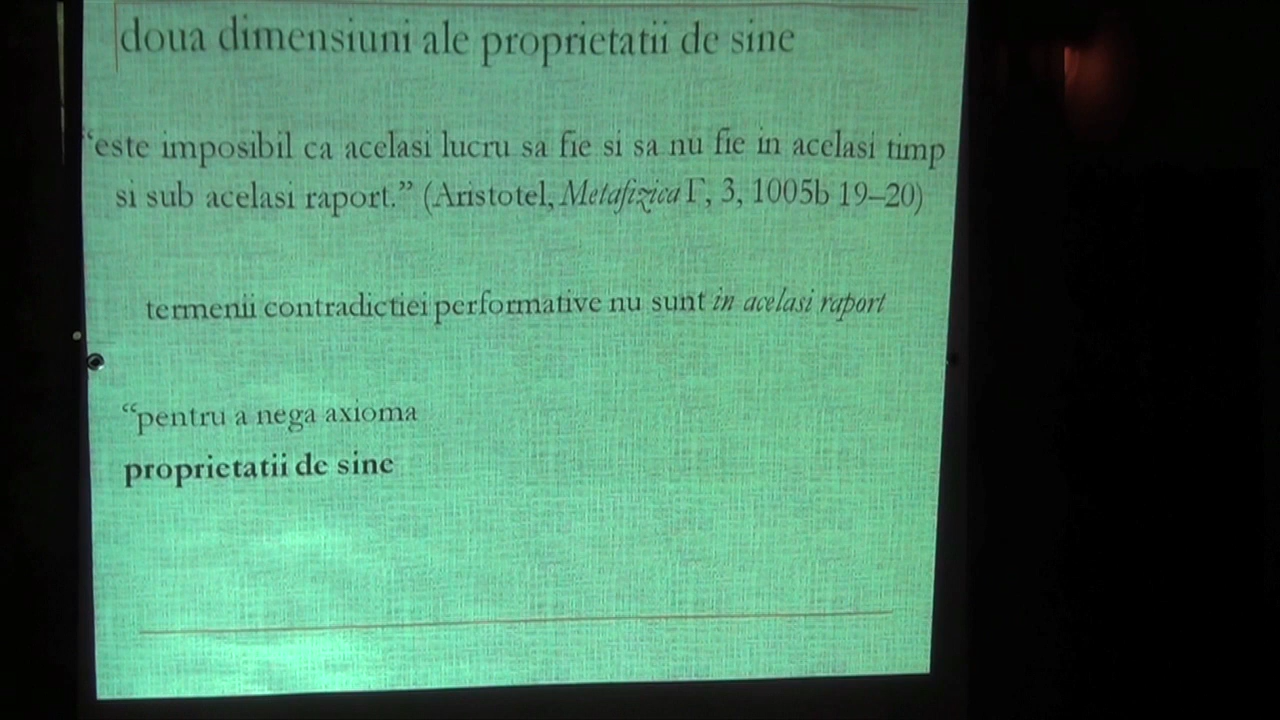 doua dimensiuni ale proprietatii de sine
“este imposibil ca acelasi lucru sa fie si sa nu fie in acelasi timp
si sub acelasi raport.” (Aristotel, Metafizica Γ, 3, 1005b 19–20)
termenii contradictiei performative nu sunt in acelasi raport
“pentru a nega axioma
proprietatii de sine